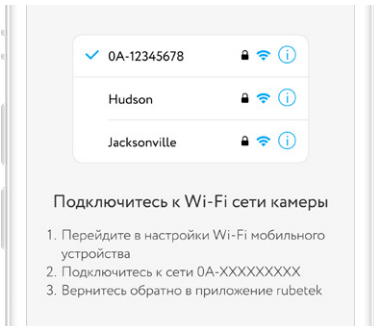 0A-12345678
Hudson
Jacksonville
Подключитесь к Wi-Fi сети камеры
1. Перейдите в настройки Wi-Fi мобильного
устройства
2. Подключитесь к сети 0A-XXXXXXXXX
3. Вернитесь обратно в приложение rubetek